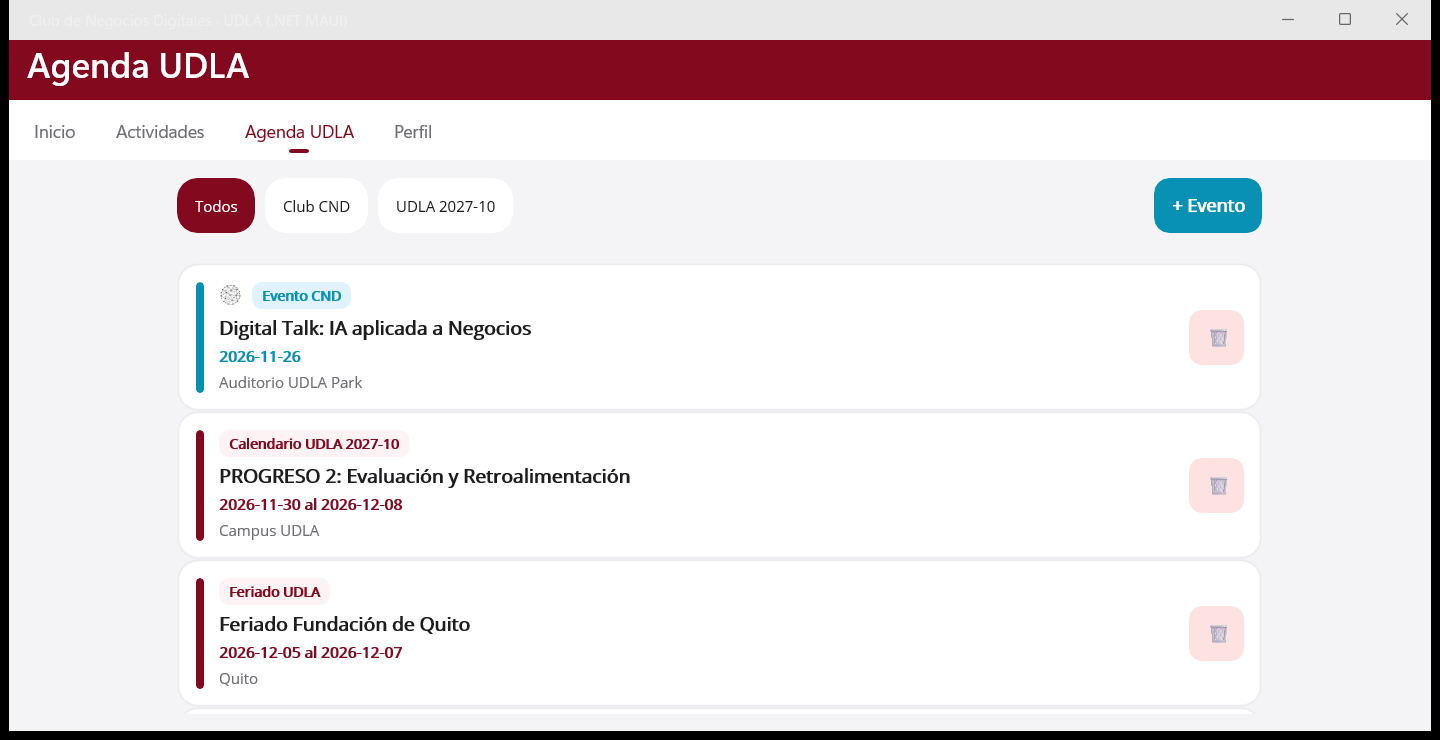 Club de Negocios Digitales - UDLA (.NET MAUI)
Agenda UDLA
Inicio Actividades Agenda UDLA Perfil
Todos Club CND UDLA 2027-10 + Evento
Evento CND
Digital Talk: IA aplicada a Negocios
2026-11-26
Auditorio UDLA Park
Calendario UDLA 2027-10
PROGRESO 2: Evaluación y Retroalimentación
2026-11-30 al 2026-12-08
Campus UDLA
Feriado UDLA
Feriado Fundación de Quito
2026-12-05 al 2026-12-07
Quito